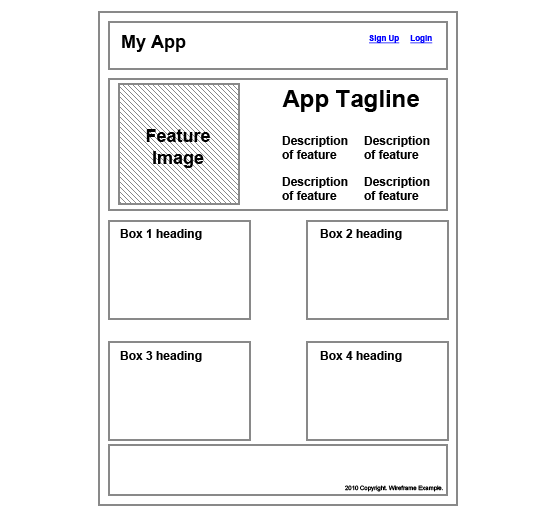 My App
Sign Up Login
App Tagline
Feature
Image
Description Description
of feature of feature
Description Description
of feature of feature
Box 1 heading Box 2 heading
Box 3 heading Box 4 heading
2010 Copyright. Wireframe Example.